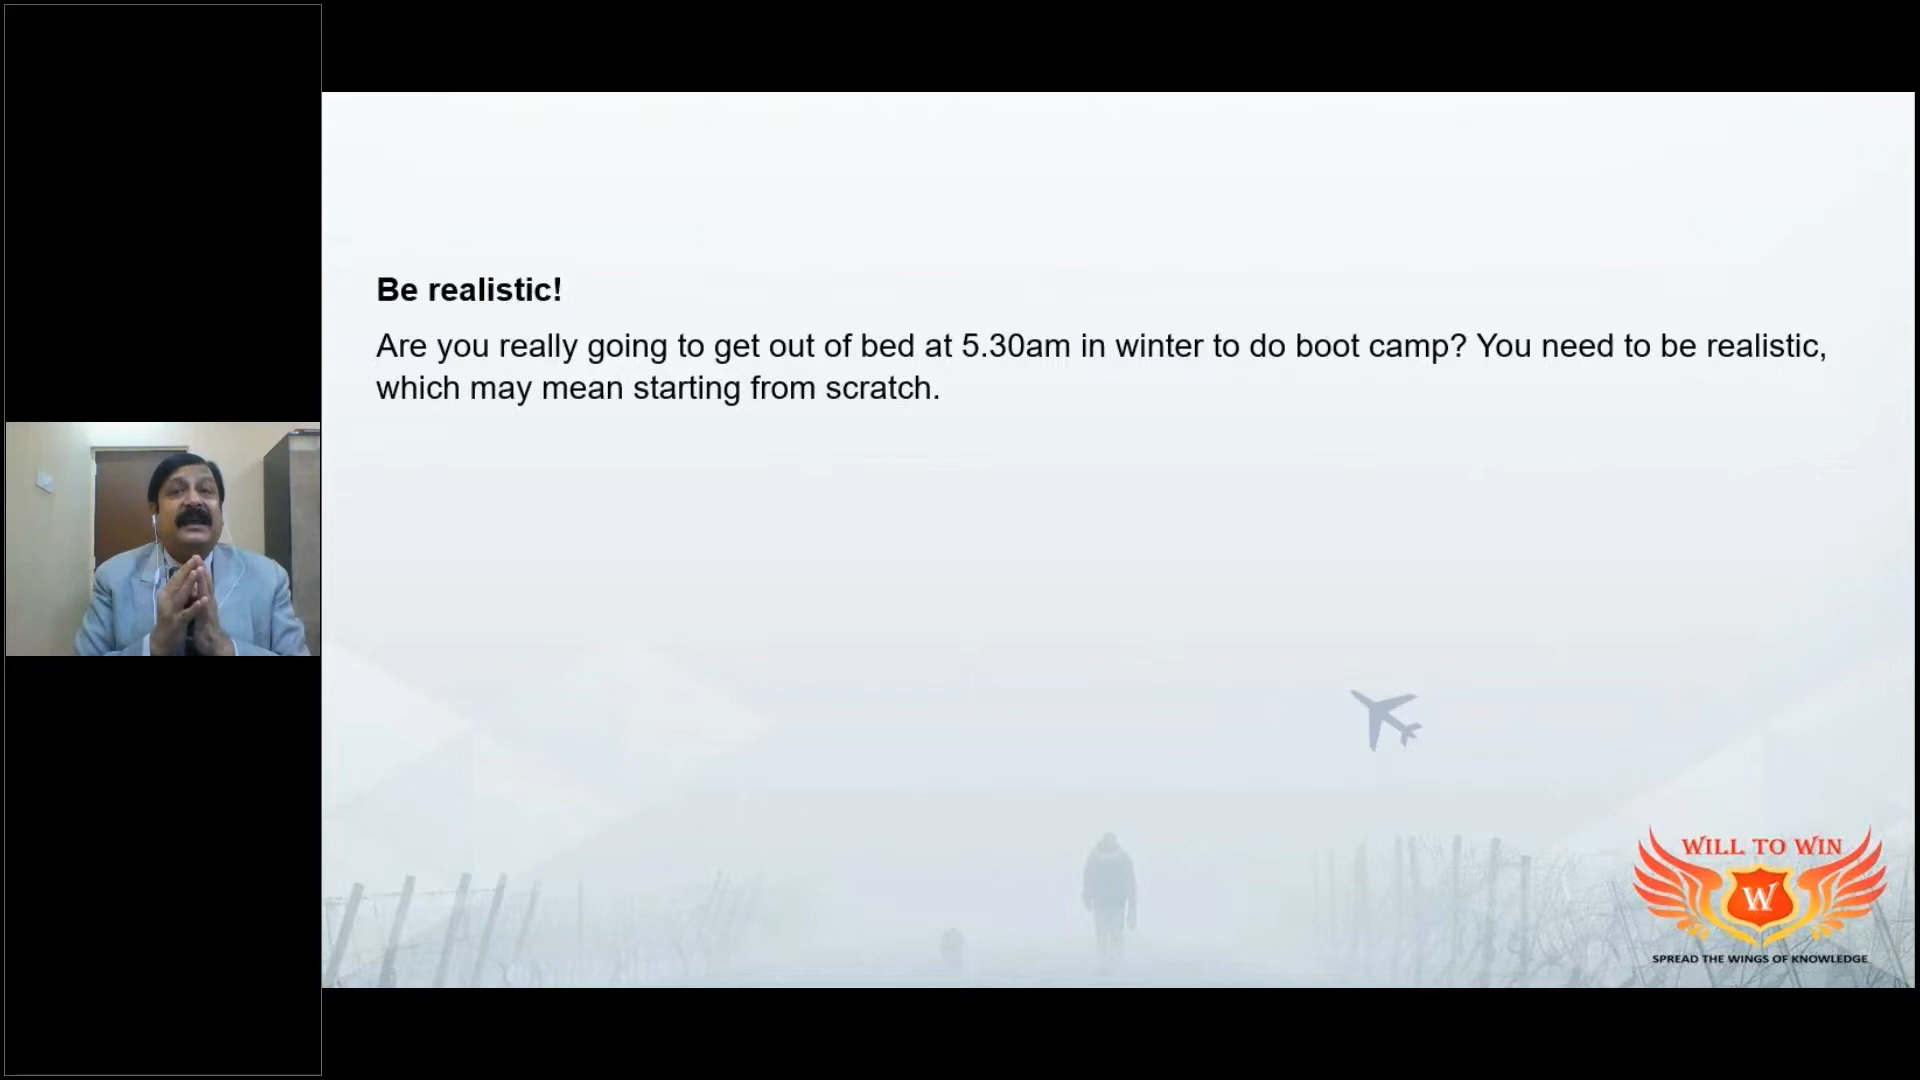 Be realistic!
Are you really going to get out of bed at 5.30am in winter to do boot camp? You need to be realistic,
which may mean starting from scratch.
WILL TO WIN
W
SPREAD THE WINGS OF KNOWLEDGE